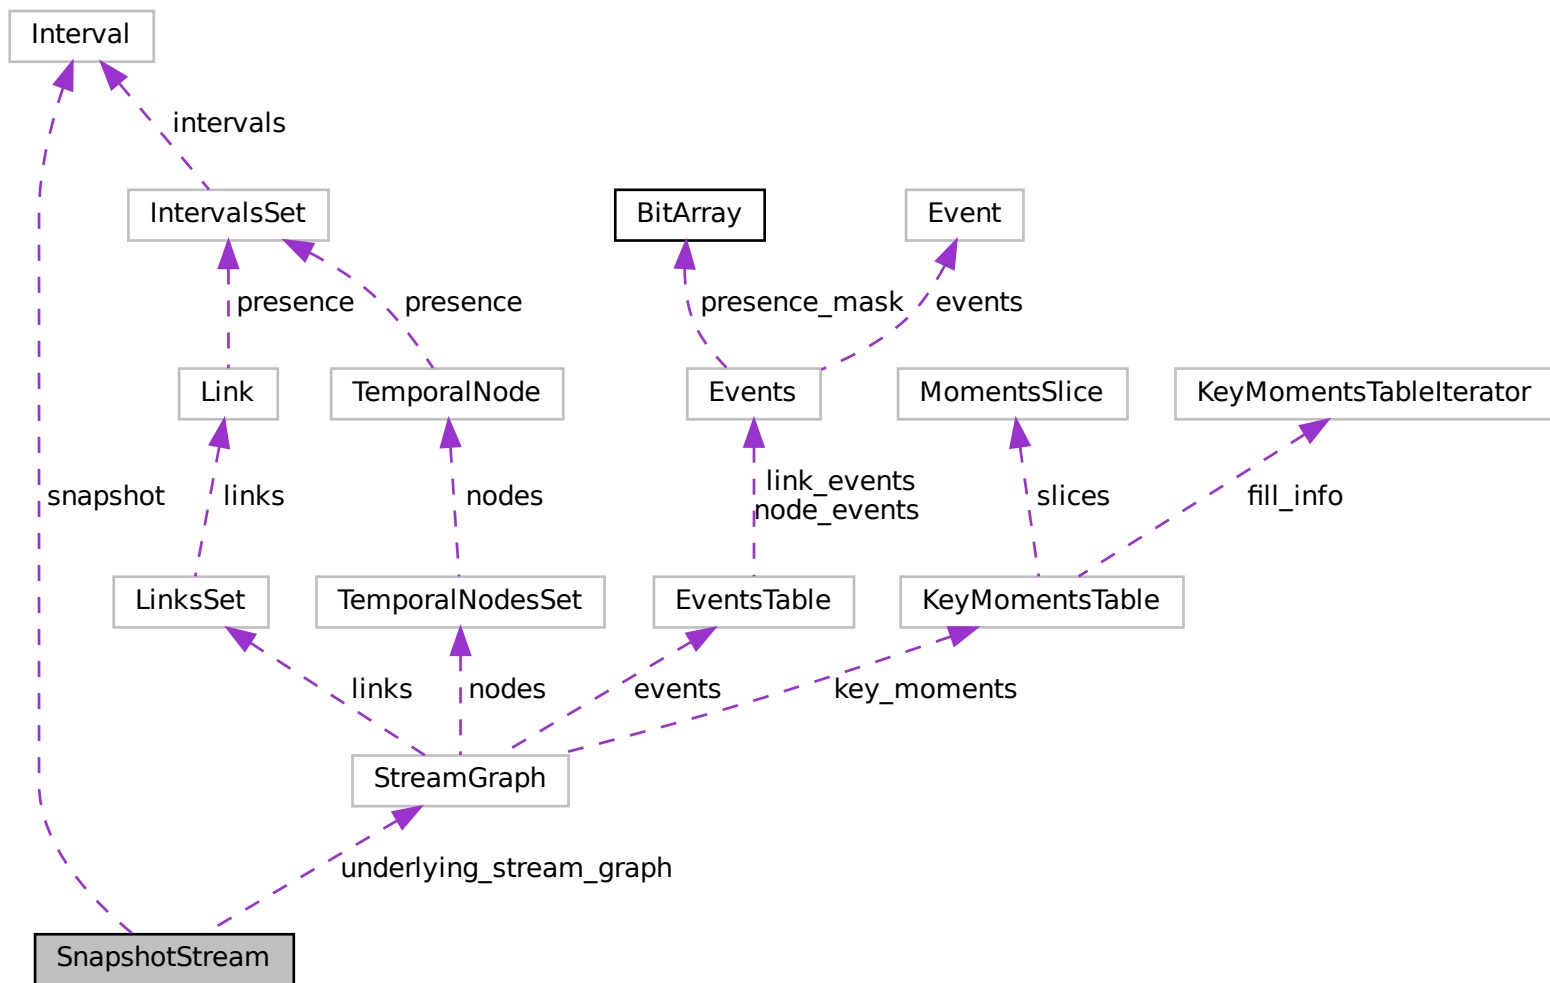 Interval
intervals
IntervalsSet
BitArray
Event
presence
presence
presence_mask
events
Link
TemporalNode
Events
MomentsSlice
KeyMomentsTableIterator
snapshot
links
nodes
link_events
node_events
slices
fill_info
LinksSet
TemporalNodesSet
EventsTable
KeyMomentsTable
links
nodes
events
key_moments
StreamGraph
underlying_stream_graph
SnapshotStream